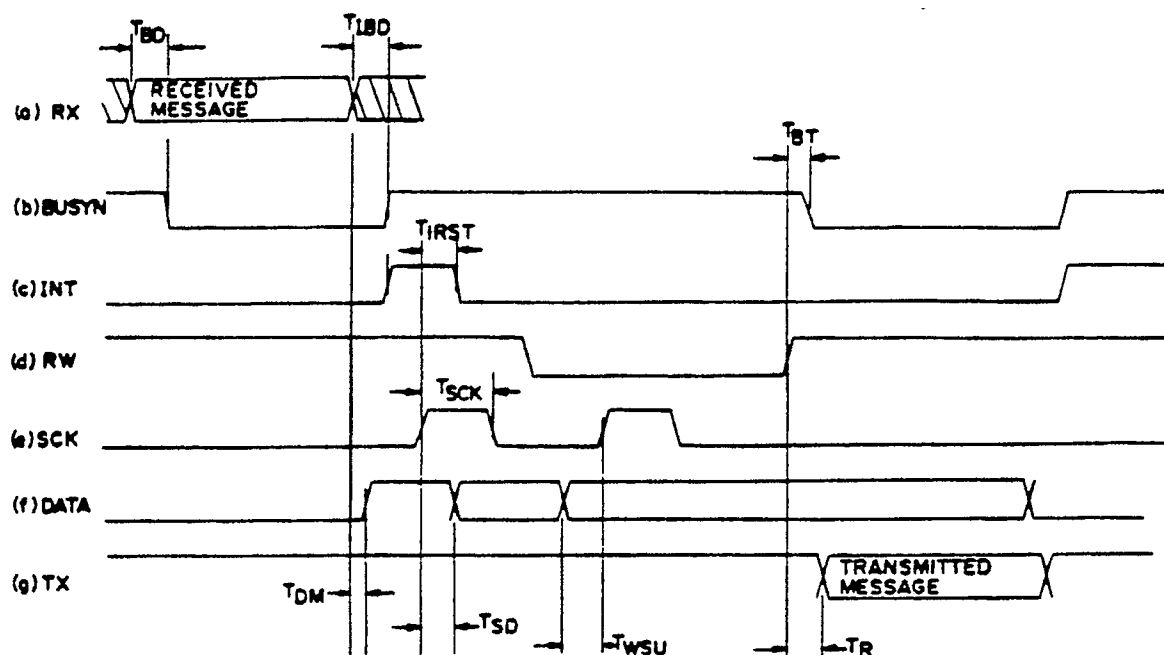 TBD
TIBD
(a) RX
RECEIVED
MESSAGE
TBT
(b) BUSYN
TIRST
(c) INT
(d) RW
TSCK
(e) SCK
(f) DATA
(g) TX
TRANSMITTED
MESSAGE
TDM
TSD
TWSU
TR